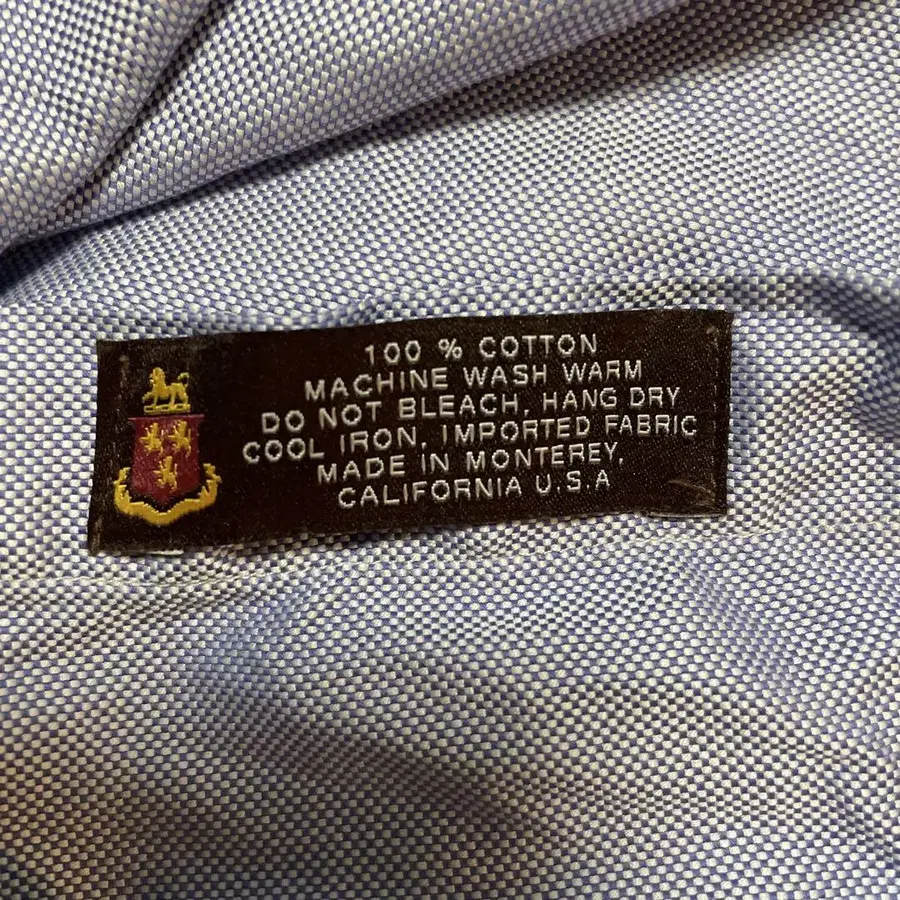 100 % COTTON
MACHINE WASH WARM
DO NOT BLEACH, HANG DRY
COOL IRON, IMPORTED FABRIC
MADE IN MONTEREY,
CALIFORNIA U.S.A